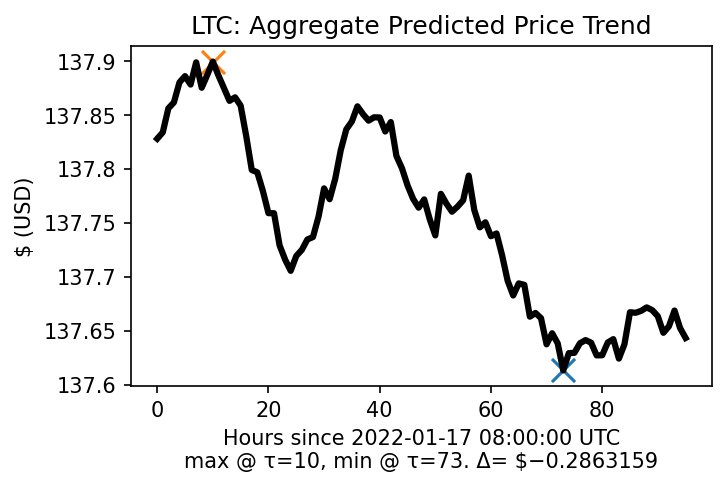 LTC: Aggregate Predicted Price Trend
137.9
137.85
137.8
137.75
137.7
137.65
137.6
$ (USD)
0 20 40 60 80
Hours since 2022-01-17 08:00:00 UTC
max @ τ=10, min @ τ=73. Δ= $−0.2863159